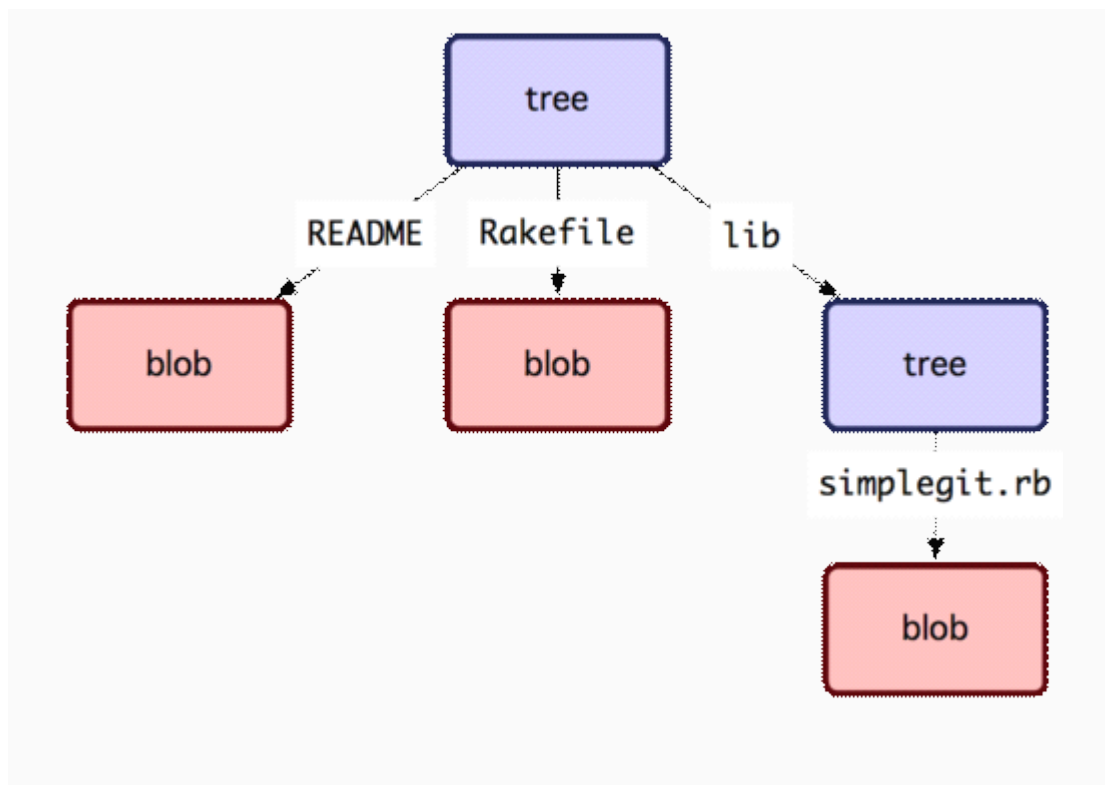 tree
README
Rakefile
lib
blob
blob
tree
simplegit.rb
blob